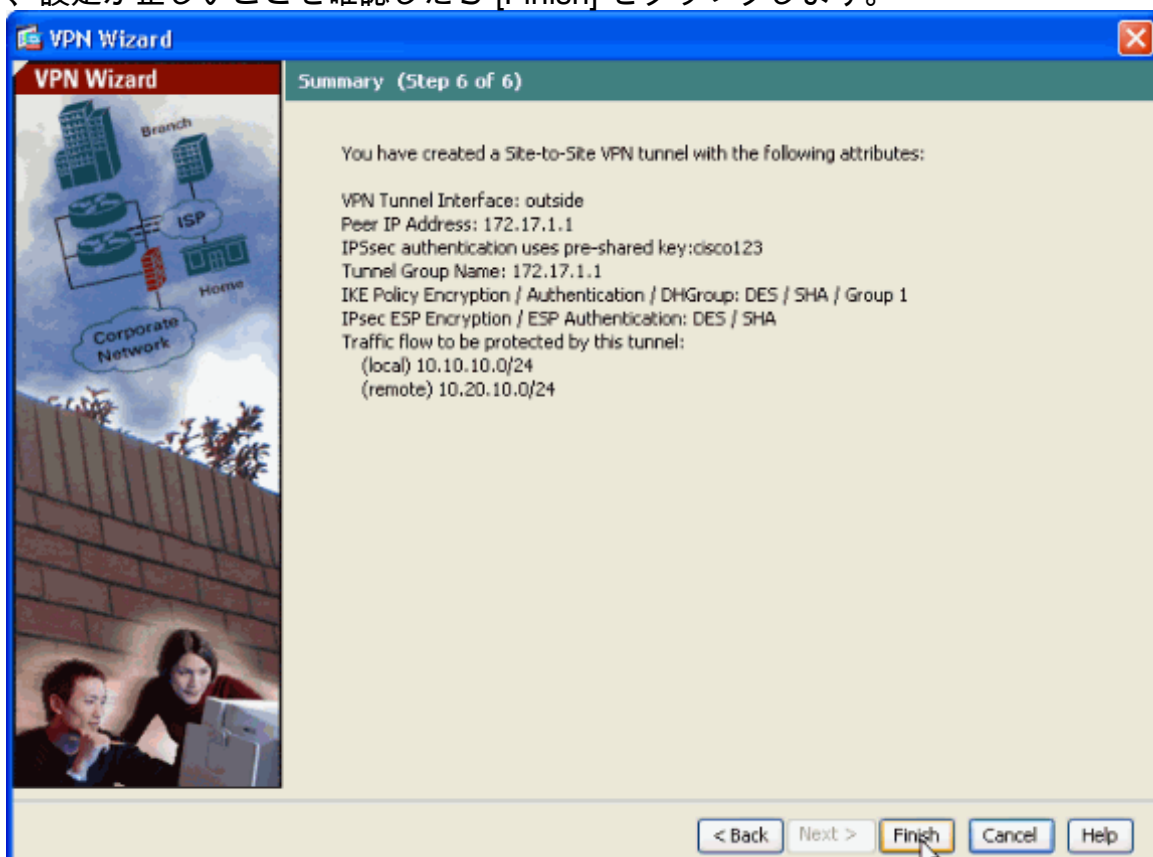 、設定が正しいことを確認したら [Finish] をクリックします。
VPN Wizard
VPN Wizard
Summary (Step 6 of 6)
Branch
ISP
Home
Corporate
Network
You have created a Site-to-Site VPN tunnel with the following attributes:
VPN Tunnel Interface: outside
Peer IP Address: 172.17.1.1
IPSsec authentication uses pre-shared key:cisco123
Tunnel Group Name: 172.17.1.1
IKE Policy Encryption / Authentication / DHGroup: DES / SHA / Group 1
IPsec ESP Encryption / ESP Authentication: DES / SHA
Traffic flow to be protected by this tunnel:
(local) 10.10.10.0/24
(remote) 10.20.10.0/24
< Back Next > Finish Cancel Help